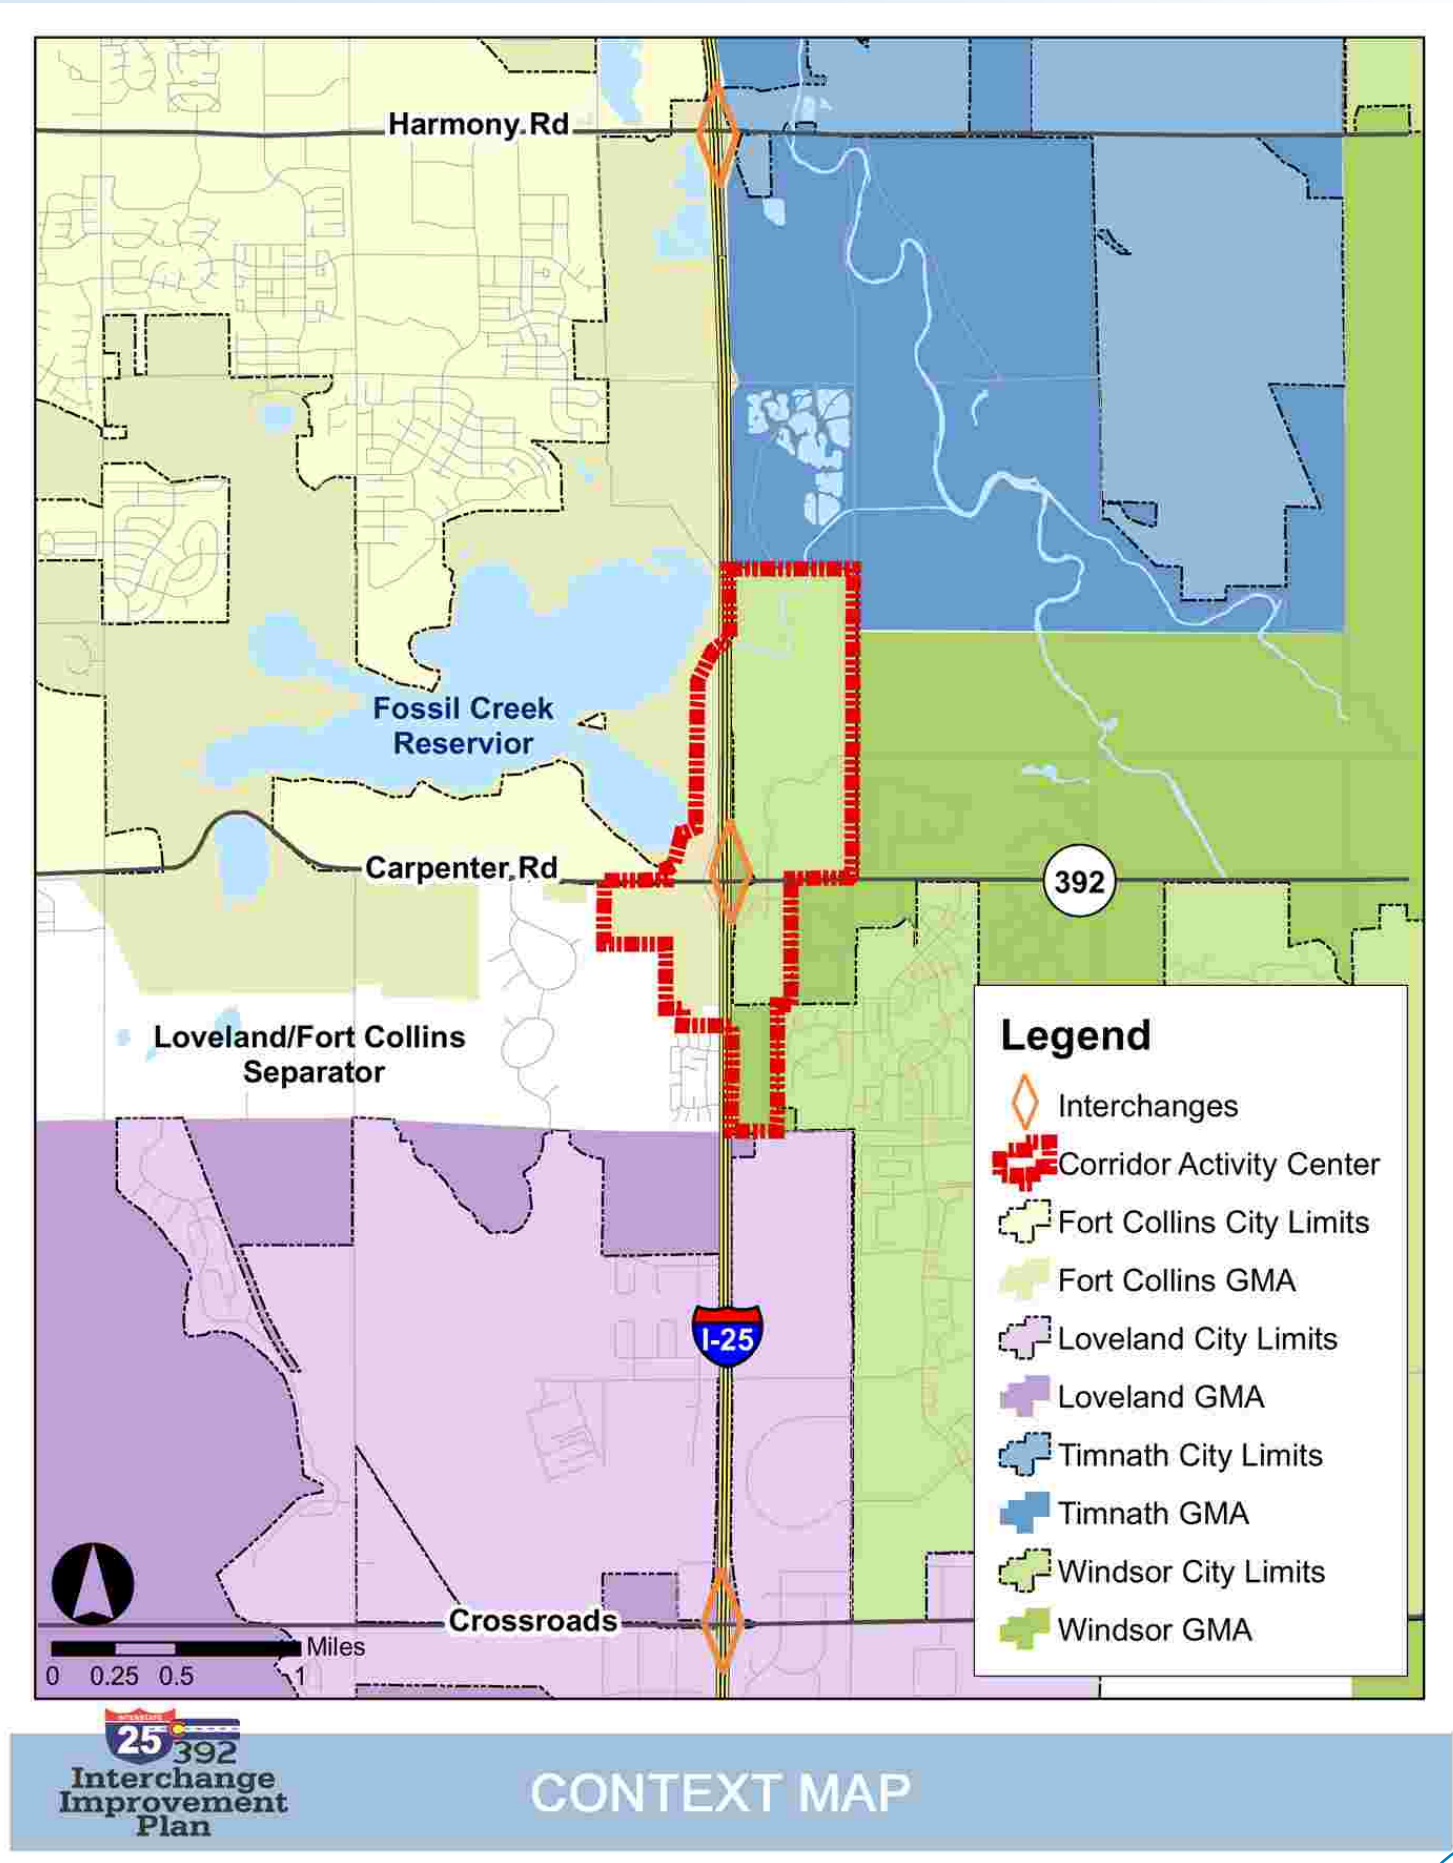 Harmony Rd
Fossil Creek
Reservior
Carpenter Rd
392
Loveland/Fort Collins
Separator
Legend
Interchanges
Corridor Activity Center
Fort Collins City Limits
Fort Collins GMA
Loveland City Limits
Loveland GMA
Timnath City Limits
Timnath GMA
Windsor City Limits
Windsor GMA
I-25
Crossroads
Miles
0 0.25 0.5 1
INTERSTATE
25
392
Interchange
Improvement
Plan
CONTEXT MAP